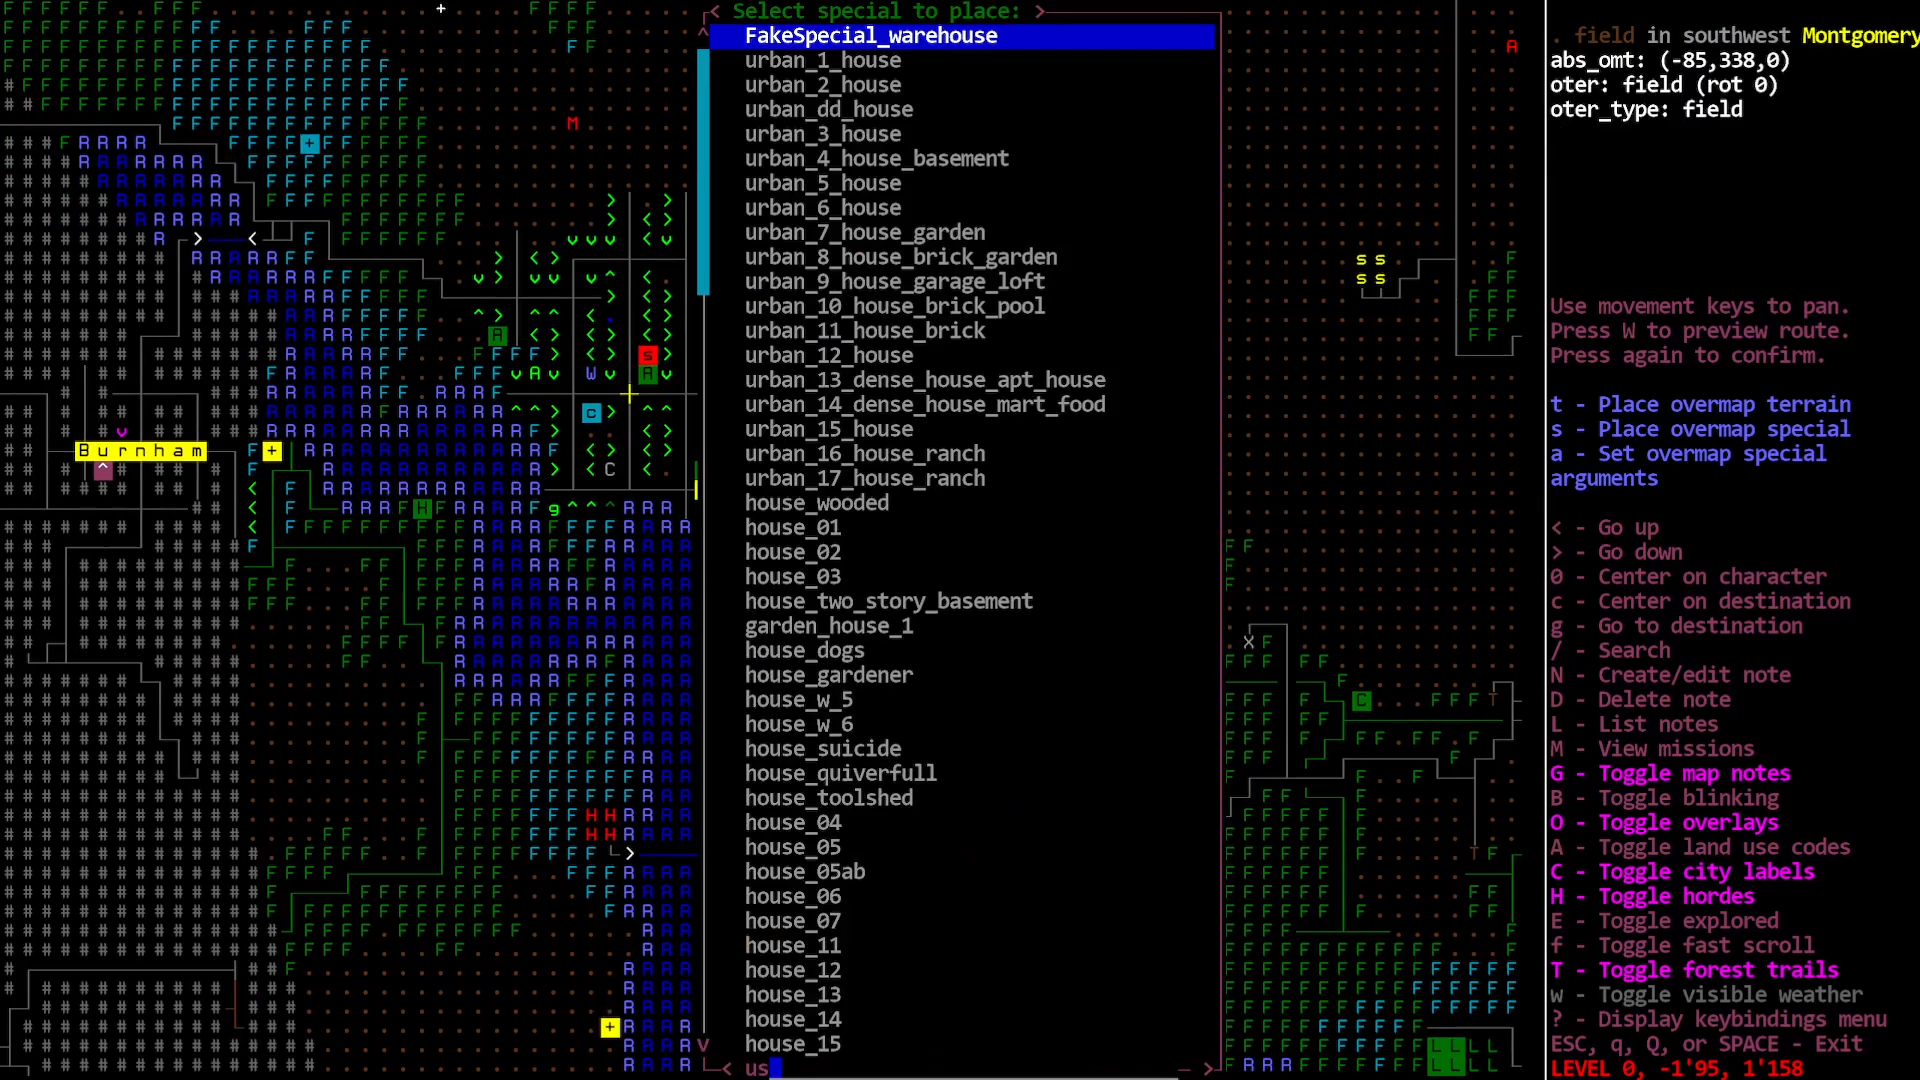 Select special to place:
FakeSpecial_warehouse
urban_1_house
urban_2_house
urban_dd_house
urban_3_house
urban_4_house_basement
urban_5_house
urban_6_house
urban_7_house_garden
urban_8_house_brick_garden
urban_9_house_garage_loft
urban_10_house_brick_pool
urban_11_house_brick
urban_12_house
urban_13_dense_house_apt_house
urban_14_dense_house_mart_food
urban_15_house
urban_16_house_ranch
urban_17_house_ranch
house_wooded
house_01
house_02
house_03
house_two_story_basement
garden_house_1
house_dogs
house_gardener
house_w_5
house_w_6
house_suicide
house_quiverfull
house_toolshed
house_04
house_05
house_05ab
house_06
house_07
house_11
house_12
house_13
house_14
house_15
us
Burnham
. field in southwest Montgomery
abs_omt: (-85,338,0)
oter: field (rot 0)
oter_type: field
Use movement keys to pan.
Press W to preview route.
Press again to confirm.
t - Place overmap terrain
s - Place overmap special
a - Set overmap special
arguments
< - Go up
> - Go down
0 - Center on character
c - Center on destination
g - Go to destination
/ - Search
N - Create/edit note
D - Delete note
L - List notes
M - View missions
G - Toggle map notes
B - Toggle blinking
O - Toggle overlays
A - Toggle land use codes
C - Toggle city labels
H - Toggle hordes
E - Toggle explored
f - Toggle fast scroll
T - Toggle forest trails
w - Toggle visible weather
? - Display keybindings menu
ESC, q, Q, or SPACE - Exit
LEVEL 0, -1'95, 1'158